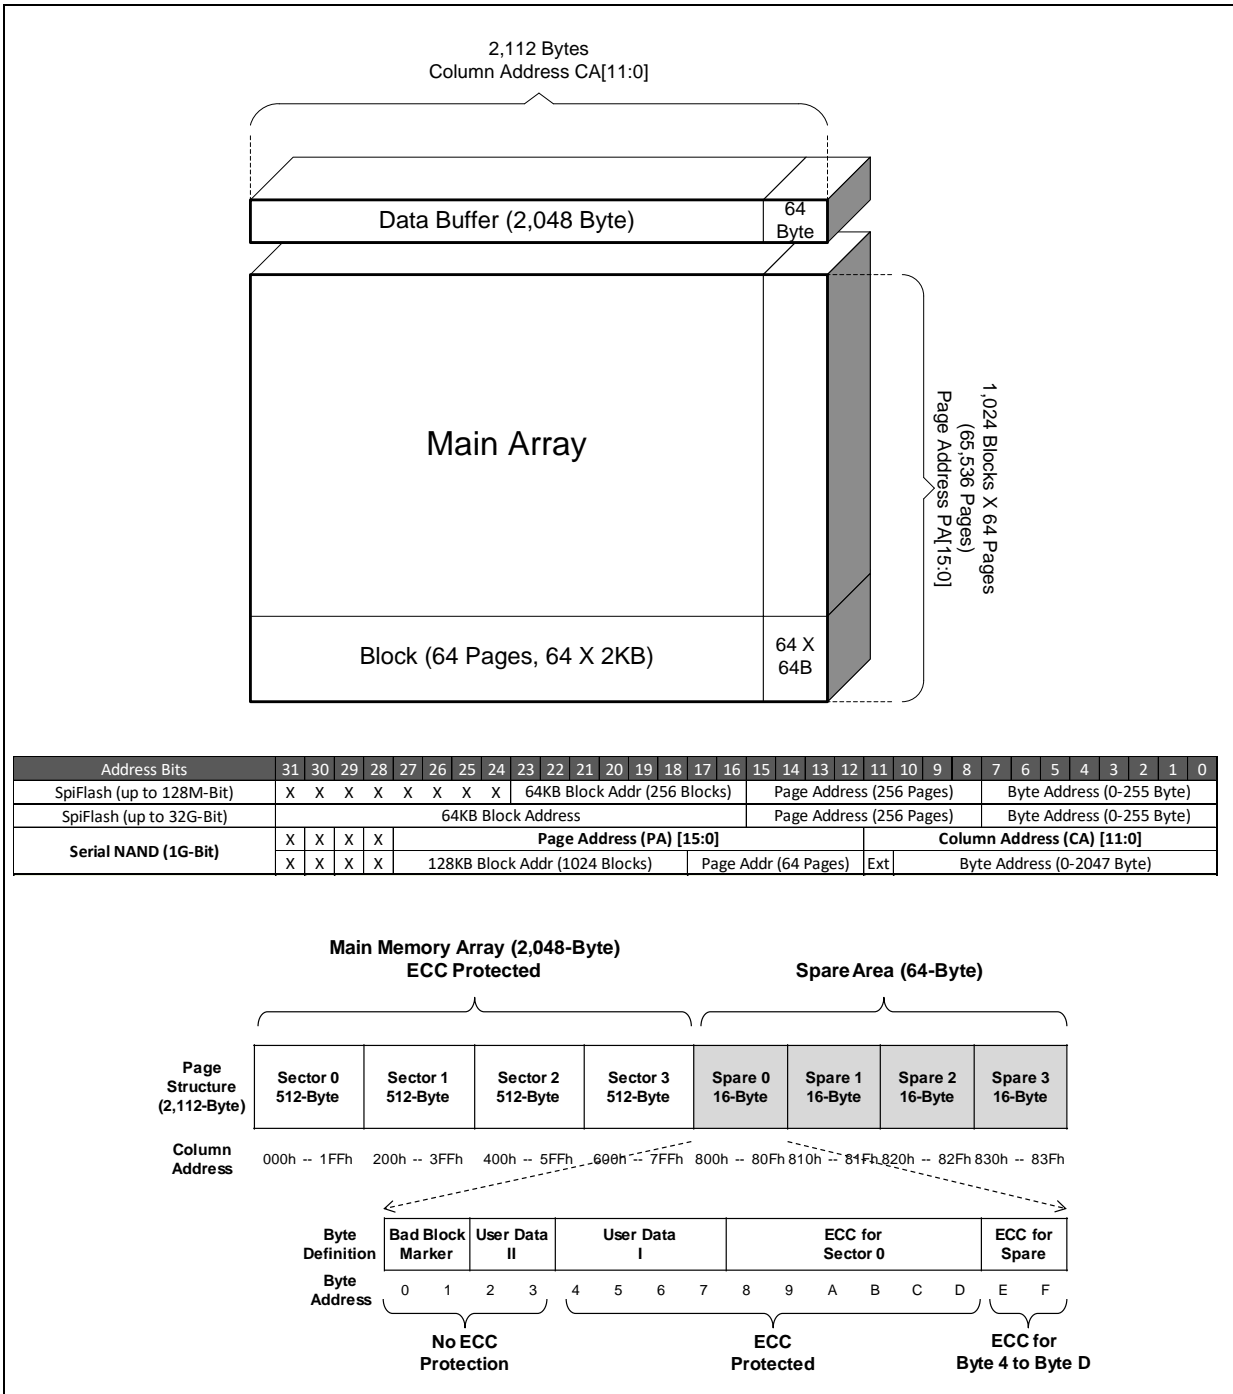 2,112 Bytes
Column Address CA[11:0]
Data Buffer (2,048 Byte)
64
Byte
Main Array
1,024 Blocks X 64 Pages
(65,536 Pages)
Page Address PA[15:0]
Block (64 Pages, 64 X 2KB)
64 X
64B
Address Bits 31 30 29 28 27 26 25 24 23 22 21 20 19 18 17 16 15 14 13 12 11 10 9 8 7 6 5 4 3 2 1 0
SpiFlash (up to 128M-Bit) X X X X X X X X 64KB Block Addr (256 Blocks) Page Address (256 Pages) Byte Address (0-255 Byte)
SpiFlash (up to 32G-Bit) 64KB Block Address Page Address (256 Pages) Byte Address (0-255 Byte)
Serial NAND (1G-Bit)
X X X X Page Address (PA) [15:0] Column Address (CA) [11:0]
X X X X 128KB Block Addr (1024 Blocks) Page Addr (64 Pages) Ext Byte Address (0-2047 Byte)
Main Memory Array (2,048-Byte)
ECC Protected
Spare Area (64-Byte)
Page
Structure
(2,112-Byte)
Sector 0 Sector 1 Sector 2 Sector 3 Spare 0 Spare 1 Spare 2 Spare 3
512-Byte 512-Byte 512-Byte 512-Byte 16-Byte 16-Byte 16-Byte 16-Byte
Column
Address
000h -- 1FFh 200h -- 3FFh 400h -- 5FFh 600h -- 7FFh 800h -- 80Fh 810h -- 81Fh 820h -- 82Fh 830h -- 83Fh
Byte
Definition
Bad Block User Data User Data ECC for ECC for
Marker II I Sector 0 Spare
Byte
Address
0 1 2 3 4 5 6 7 8 9 A B C D E F
No ECC
Protection
ECC
Protected
ECC for
Byte 4 to Byte D